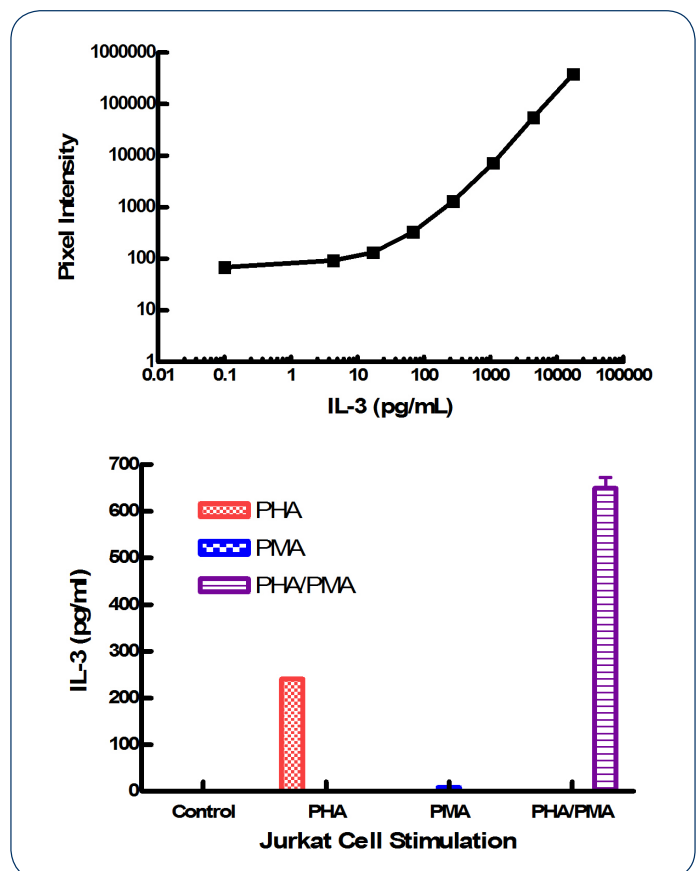 1000000
100000
10000
1000
100
10
1
Pixel Intensity
0.01 0.1 1 10 100 1000 10000 100000
IL-3 (pg/mL)
700
600
500
400
300
200
100
0
IL-3 (pg/ml)
PHA
PMA
PHA/PMA
Control PHA PMA PHA/PMA
Jurkat Cell Stimulation